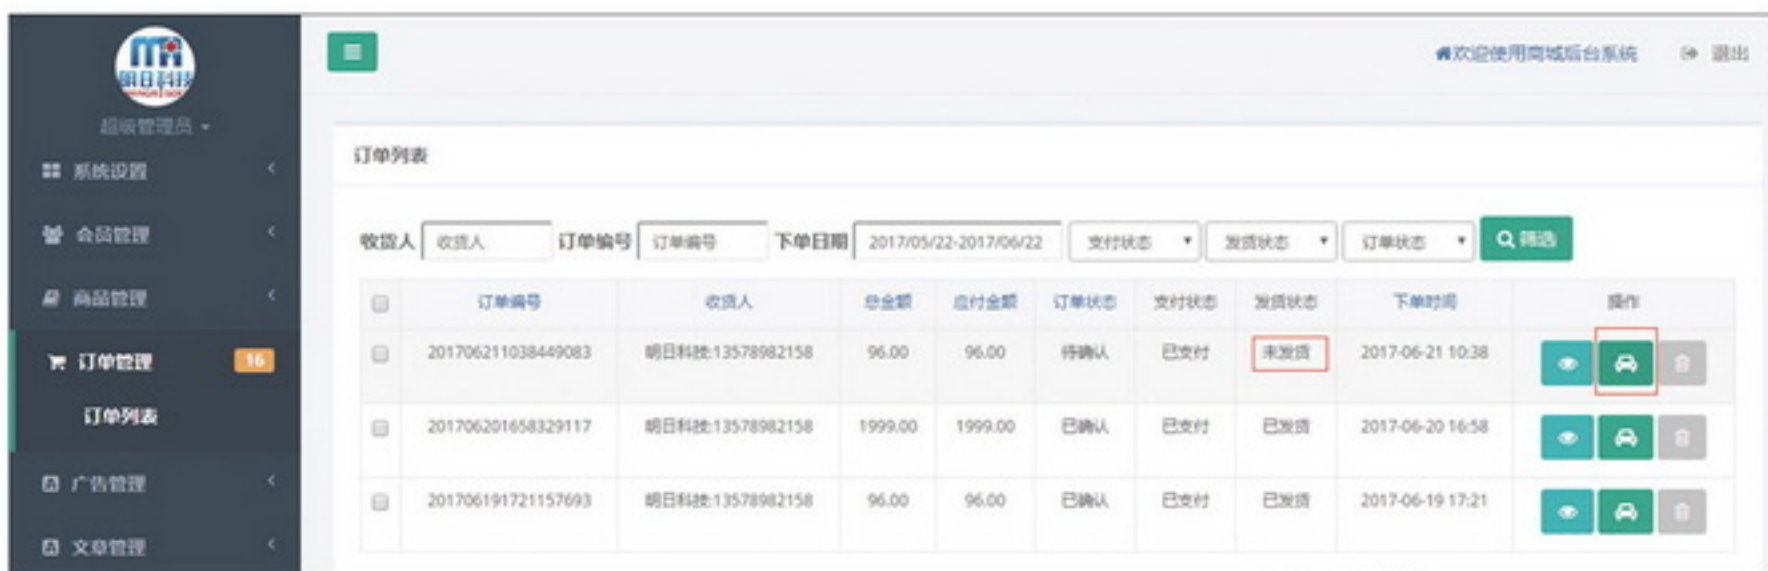 明日科技
超级管理员
系统设置
会员管理
商品管理
订单管理 16
订单列表
广告管理
文章管理
欢迎使用商城后台系统 退出
订单列表
收货人 收货人 订单编号 订单编号 下单日期 2017/05/22-2017/06/22 支付状态 发货状态 订单状态 筛选
订单编号 收货人 总金额 应付金额 订单状态 支付状态 发货状态 下单时间 操作
201706211038449083 明日科技:13578982158 96.00 96.00 待确认 已支付 未发货 2017-06-21 10:38
201706201658329117 明日科技:13578982158 1999.00 1999.00 已确认 已支付 已发货 2017-06-20 16:58
201706191721157693 明日科技:13578982158 96.00 96.00 已确认 已支付 已发货 2017-06-19 17:21